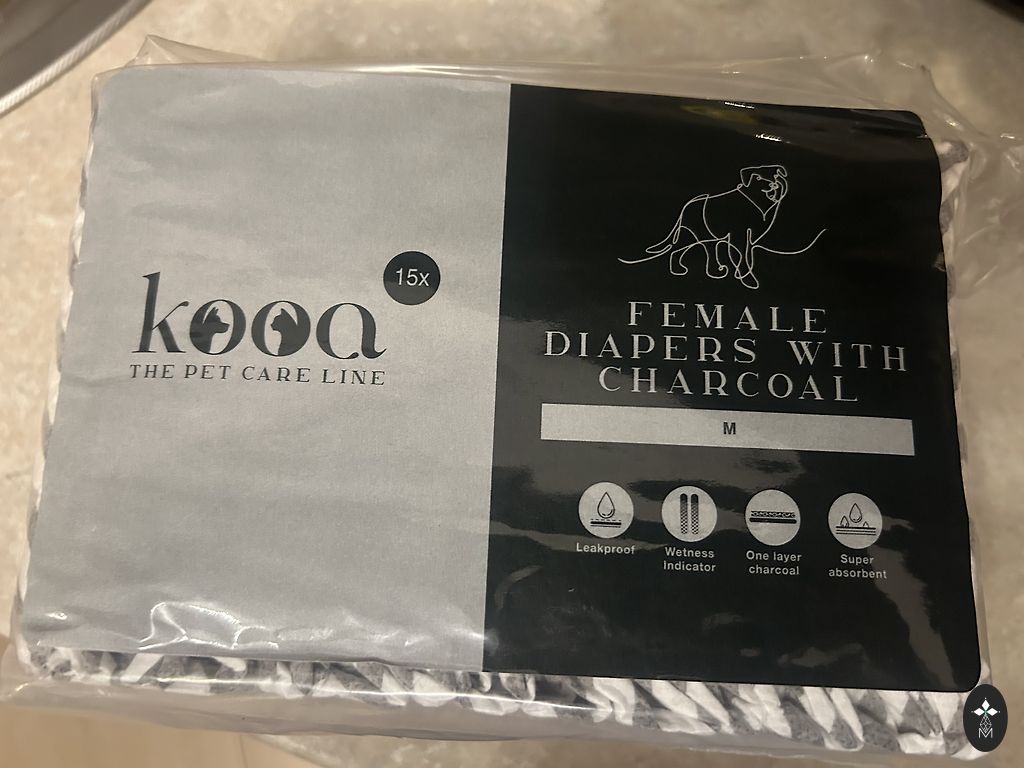 kooa
15x
THE PET CARE LINE
FEMALE
DIAPERS WITH
CHARCOAL
M
Leakproof
Wetness
Indicator
One layer
charcoal
Super
absorbent
M